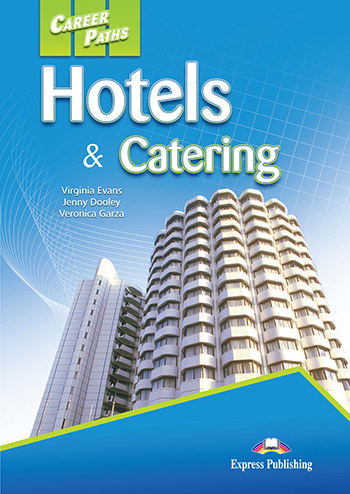 CAREER
PATHS
Hotels
& Catering
Virginia Evans
Jenny Dooley
Veronica Garza
Express Publishing